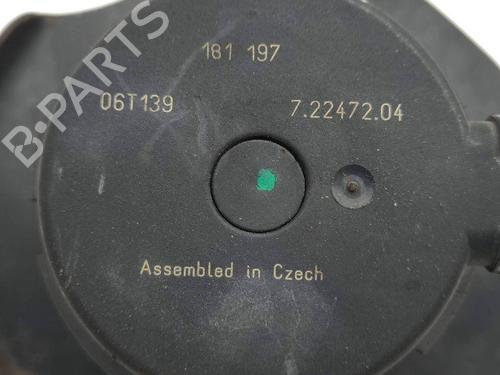 B-PARTS
181 197
06T139
7.22472.04
Assembled in Czech